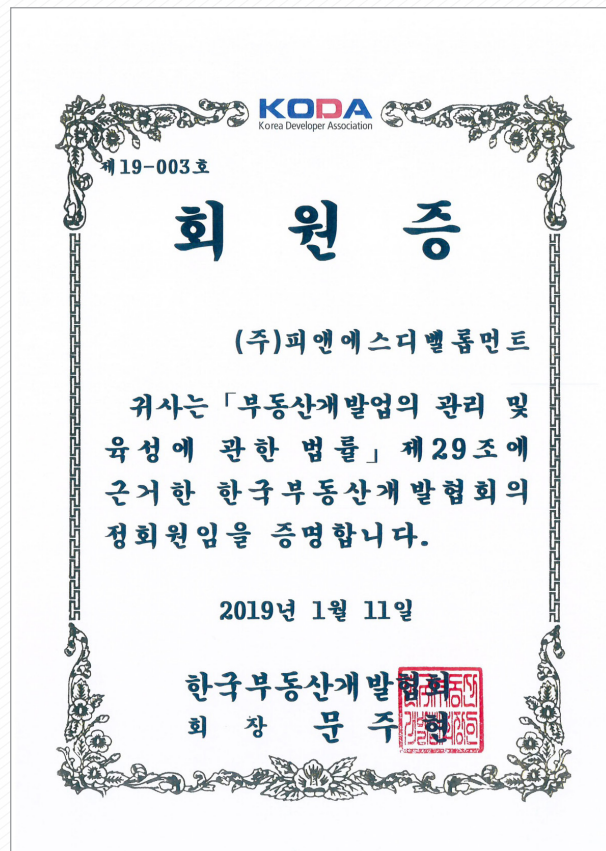 KODA
Korea Developer Association
제19-003호
회 원 증
(주)피앤에스디벨롭먼트
귀사는 「부동산개발업의 관리 및
육성에 관한 법률」 제29조에
근거한 한국부동산개발협회의
정회원임을 증명합니다.
2019년 1월 11일
한국부동산개발협회
회 장 문 주 현